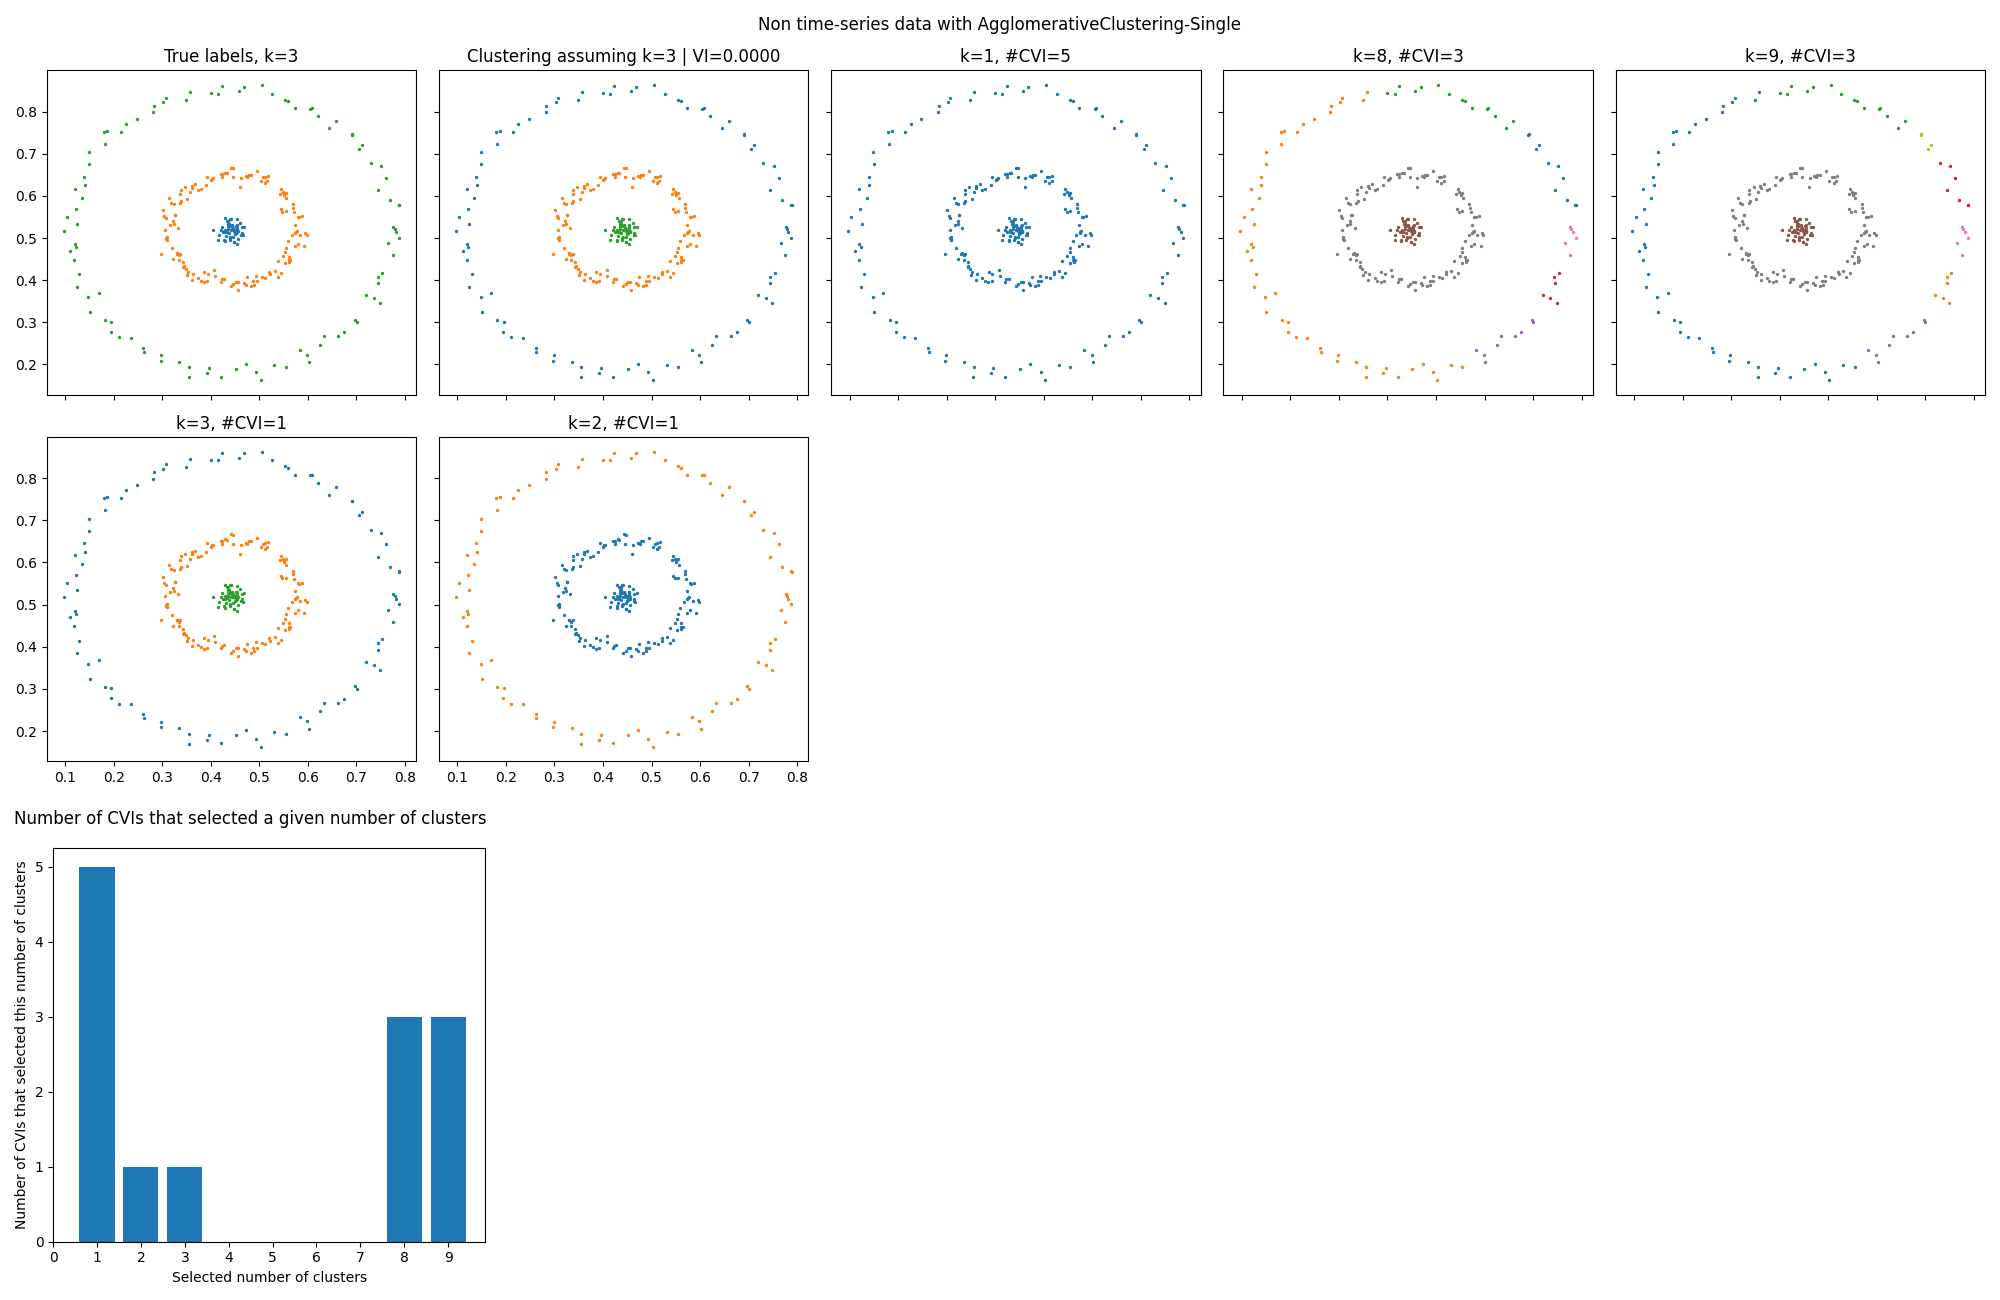 Non time-series data with AgglomerativeClustering-Single
True labels, k=3
Clustering assuming k=3 | VI=0.0000
k=1, #CVI=5
k=8, #CVI=3
k=9, #CVI=3
0.8
0.7
0.6
0.5
0.4
0.3
0.2
k=3, #CVI=1
k=2, #CVI=1
0.8
0.7
0.6
0.5
0.4
0.3
0.2
0.1 0.2 0.3 0.4 0.5 0.6 0.7 0.8
0.1 0.2 0.3 0.4 0.5 0.6 0.7 0.8
Number of CVIs that selected a given number of clusters
Number of CVIs that selected this number of clusters
5
4
3
2
1
0
0 1 2 3 4 5 6 7 8 9
Selected number of clusters